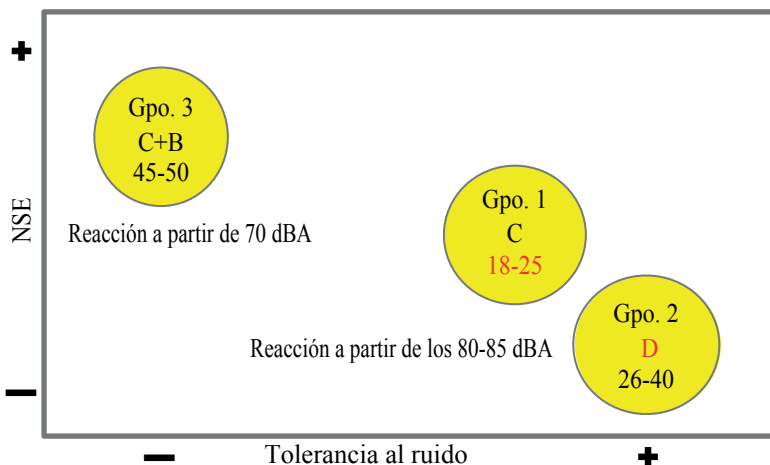 +
Gpo. 3
C+B
45-50
Reacción a partir de 70 dBA
Gpo. 1
C
18-25
Gpo. 2
D
26-40
Reacción a partir de los 80-85 dBA
NSE
−
− Tolerancia al ruido +